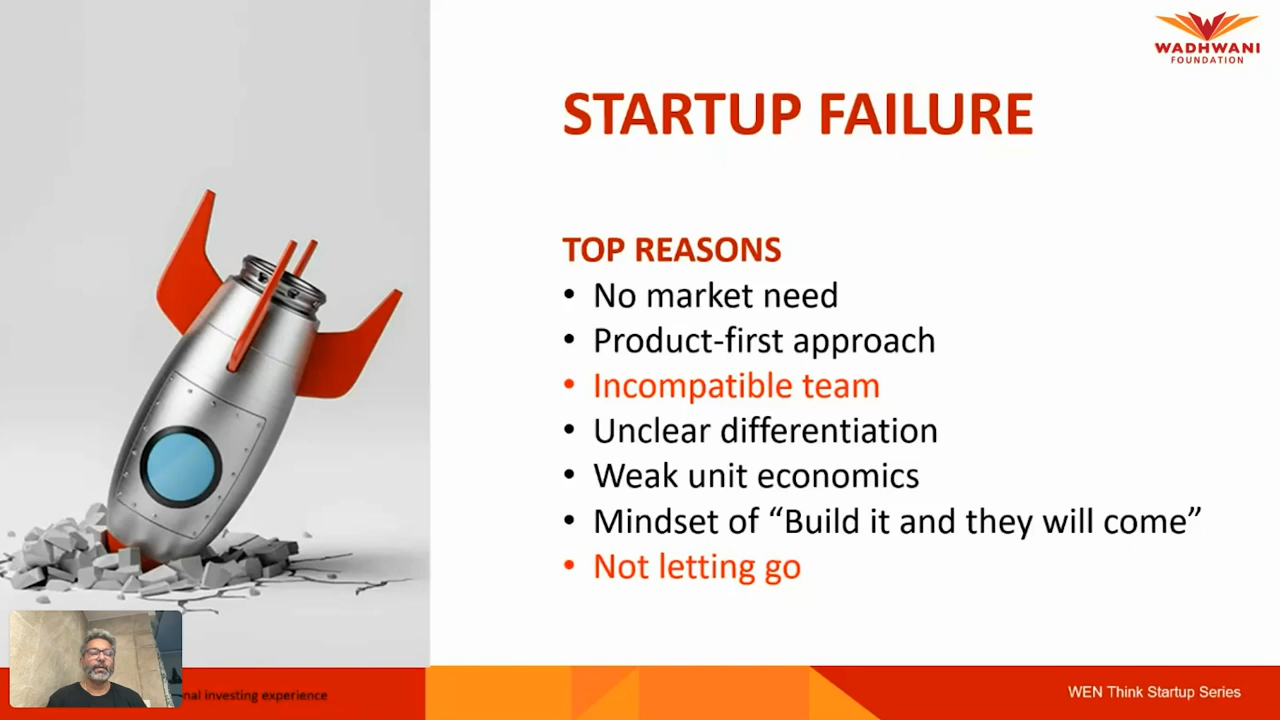 WADHWANI
FOUNDATION
STARTUP FAILURE
TOP REASONS
• No market need
• Product-first approach
• Incompatible team
• Unclear differentiation
• Weak unit economics
• Mindset of “Build it and they will come”
• Not letting go
investing experience
WEN Think Startup Series